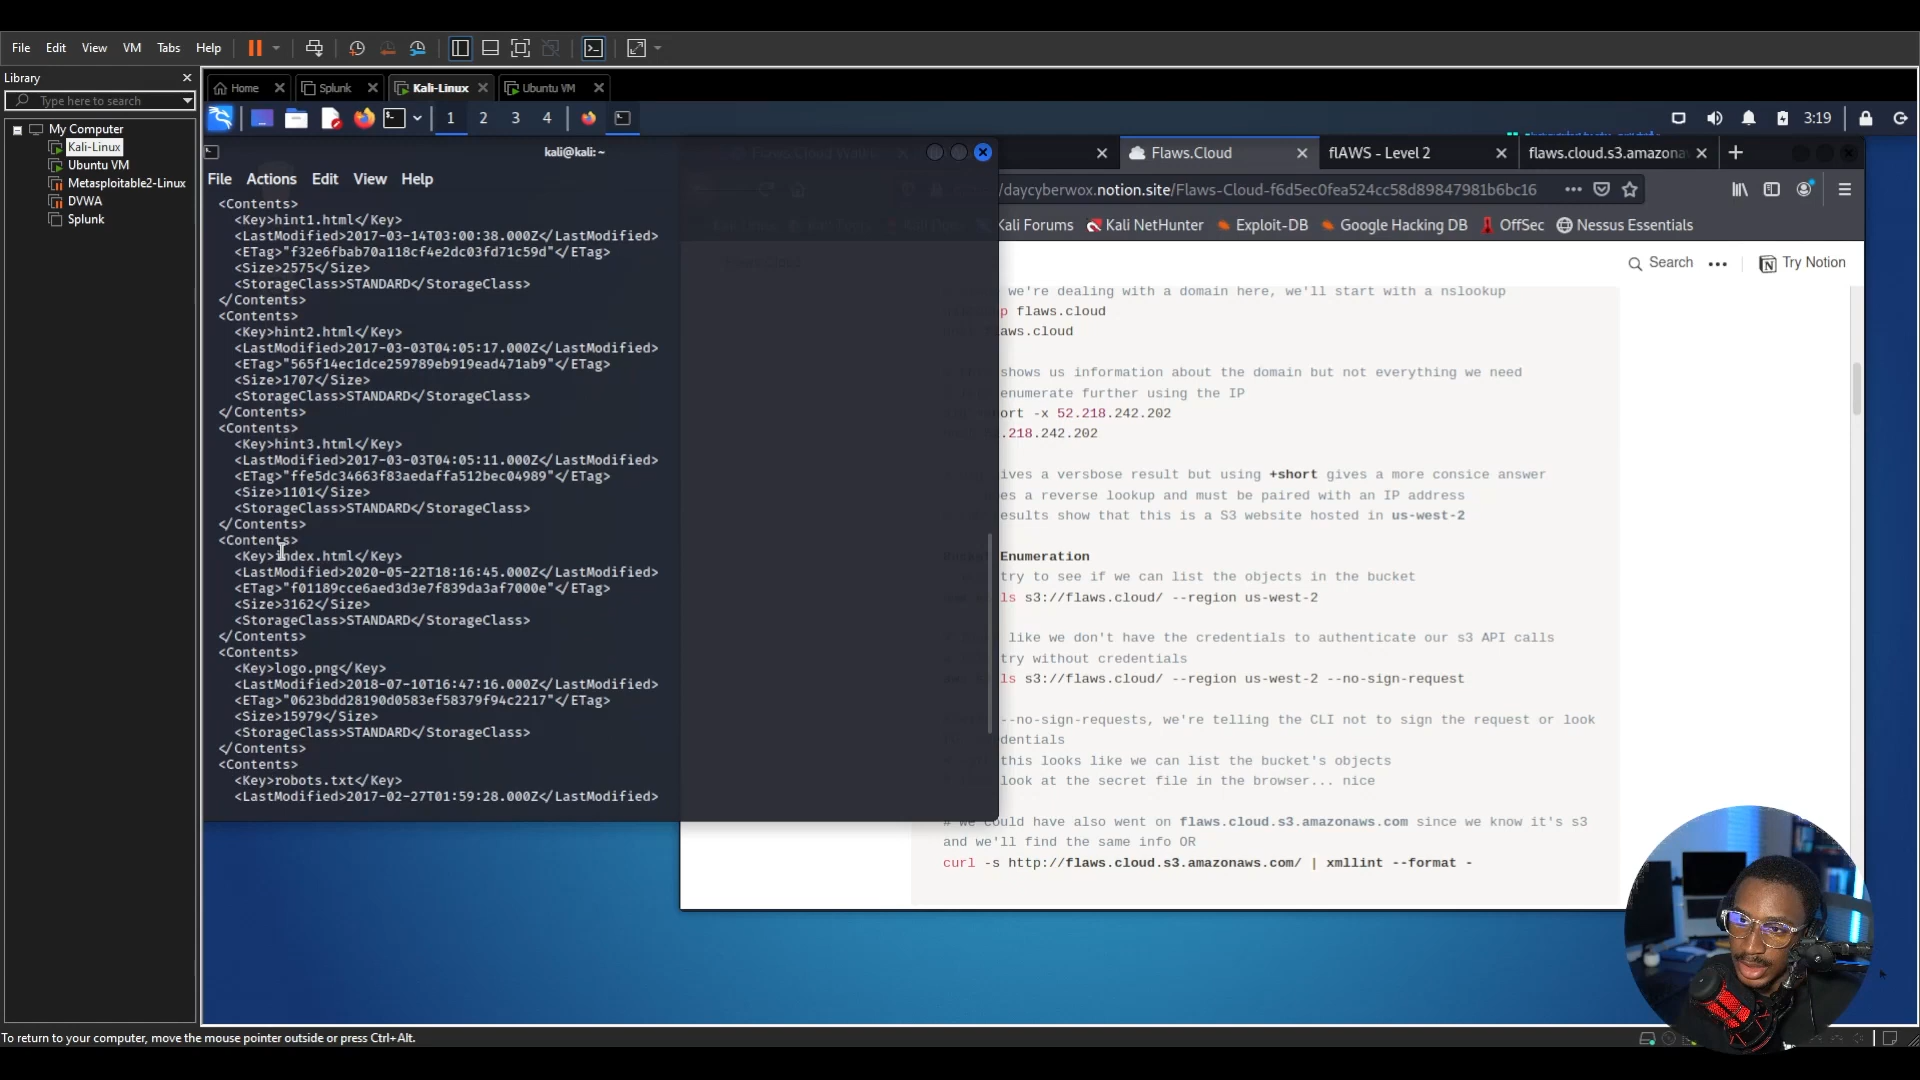 File Edit View VM Tabs Help
Library
Type here to search
My Computer
Kali-Linux
Ubuntu VM
Metasploitable2-Linux
DVWA
Splunk
Home Splunk Kali-Linux Ubuntu VM
1 2 3 4
3:19
kali@kali: ~
File Actions Edit View Help
<Contents>
<Key>hint1.html</Key>
<LastModified>2017-03-14T03:00:38.000Z</LastModified>
<ETag>"f32e6fbab70a118cf4e2dc03fd71c59d"</ETag>
<Size>2575</Size>
<StorageClass>STANDARD</StorageClass>
</Contents>
<Contents>
<Key>hint2.html</Key>
<LastModified>2017-03-03T04:05:17.000Z</LastModified>
<ETag>"565f14ec1dce259789eb919ead471ab9"</ETag>
<Size>1707</Size>
<StorageClass>STANDARD</StorageClass>
</Contents>
<Contents>
<Key>hint3.html</Key>
<LastModified>2017-03-03T04:05:11.000Z</LastModified>
<ETag>"ffe5dc34663f83aedaffa512bec04989"</ETag>
<Size>1101</Size>
<StorageClass>STANDARD</StorageClass>
</Contents>
<Contents>
<Key>index.html</Key>
<LastModified>2020-05-22T18:16:45.000Z</LastModified>
<ETag>"f01189cce6aed3d3e7f839da3af7000e"</ETag>
<Size>3162</Size>
<StorageClass>STANDARD</StorageClass>
</Contents>
<Contents>
<Key>logo.png</Key>
<LastModified>2018-07-10T16:47:16.000Z</LastModified>
<ETag>"0623bdd28190d0583ef58379f94c2217"</ETag>
<Size>15979</Size>
<StorageClass>STANDARD</StorageClass>
</Contents>
<Contents>
<Key>robots.txt</Key>
<LastModified>2017-02-27T01:59:28.000Z</LastModified>
Flaws.Cloud flAWS - Level 2 flaws.cloud.s3.amazona
daycyberwox.notion.site/Flaws-Cloud-f6d5ec0fea524cc58d89847981b6bc16
Kali Forums Kali NetHunter Exploit-DB Google Hacking DB OffSec Nessus Essentials
Search Try Notion
we're dealing with a domain here, we'll start with a nslookup
p flaws.cloud
flaws.cloud
shows us information about the domain but not everything we need
enumerate further using the IP
ort -x 52.218.242.202
.218.242.202
ives a versbose result but using +short gives a more consice answer
es a reverse lookup and must be paired with an IP address
results show that this is a S3 website hosted in us-west-2
Enumeration
try to see if we can list the objects in the bucket
ls s3://flaws.cloud/ --region us-west-2
like we don't have the credentials to authenticate our s3 API calls
try without credentials
ls s3://flaws.cloud/ --region us-west-2 --no-sign-request
--no-sign-requests, we're telling the CLI not to sign the request or look
dentials
this looks like we can list the bucket's objects
look at the secret file in the browser... nice
# we could have also went on flaws.cloud.s3.amazonaws.com since we know it's s3
and we'll find the same info OR
curl -s http://flaws.cloud.s3.amazonaws.com/ | xmllint --format -
To return to your computer, move the mouse pointer outside or press Ctrl+Alt.